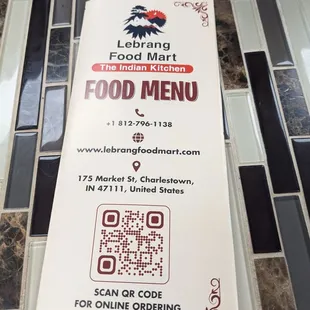 Lebrang
Food Mart
The Indian Kitchen
FOOD MENU
+1 812-796-1138
www.lebrangfoodmart.com
175 Market St, Charlestown,
IN 47111, United States
SCAN QR CODE
FOR ONLINE ORDERING